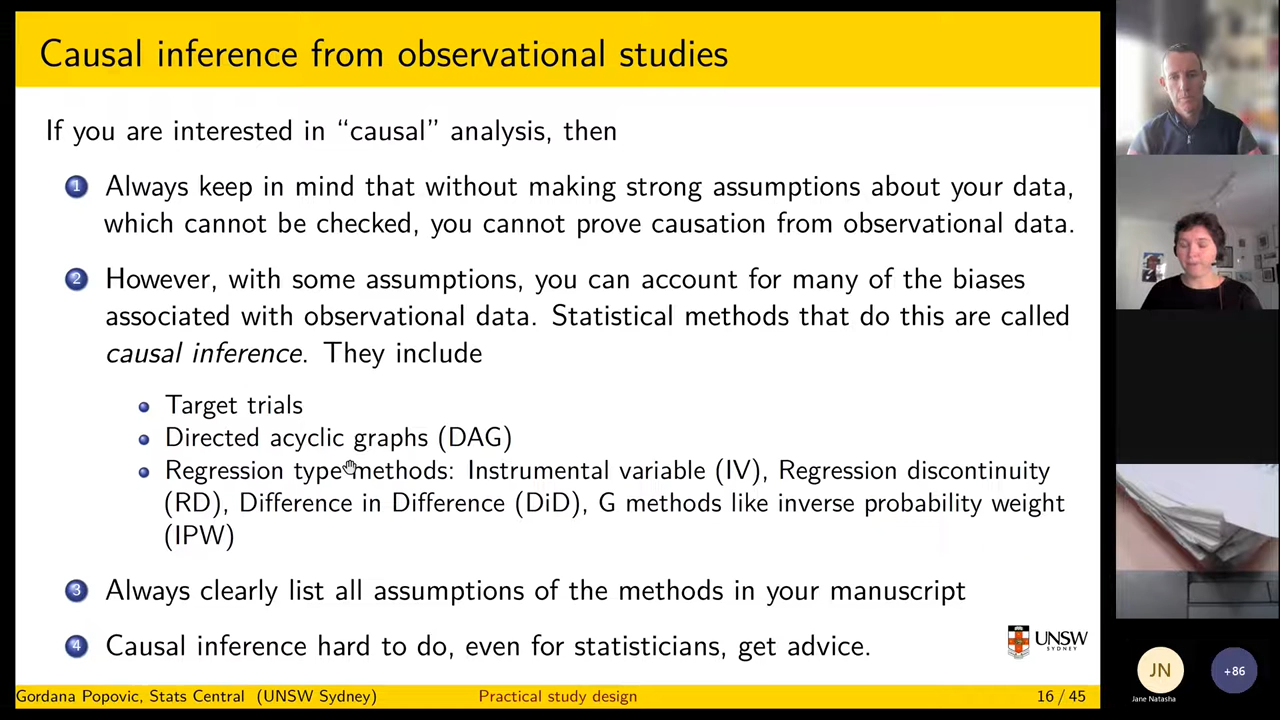 Causal inference from observational studies
If you are interested in “causal” analysis, then
1 Always keep in mind that without making strong assumptions about your data,
which cannot be checked, you cannot prove causation from observational data.
2 However, with some assumptions, you can account for many of the biases
associated with observational data. Statistical methods that do this are called
causal inference. They include
Target trials
Directed acyclic graphs (DAG)
Regression type methods: Instrumental variable (IV), Regression discontinuity
(RD), Difference in Difference (DiD), G methods like inverse probability weight
(IPW)
3 Always clearly list all assumptions of the methods in your manuscript
4 Causal inference hard to do, even for statisticians, get advice.
UNSW
SYDNEY
Gordana Popovic, Stats Central (UNSW Sydney) Practical study design 16 / 45
JN
+86
Jane Natasha